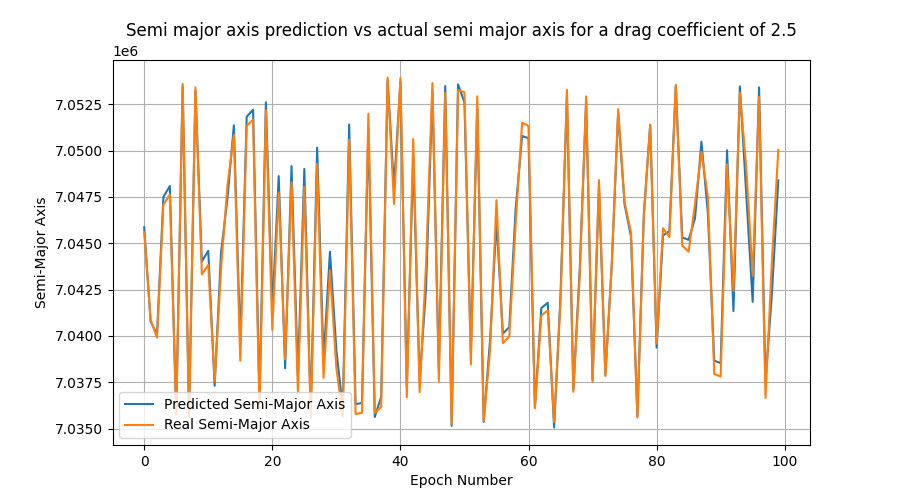 Semi major axis prediction vs actual semi major axis for a drag coefficient of 2.5
1e6
7.0525
7.0500
7.0475
7.0450
7.0425
7.0400
7.0375
7.0350
Semi-Major Axis
Predicted Semi-Major Axis
Real Semi-Major Axis
0 20 40 60 80 100
Epoch Number